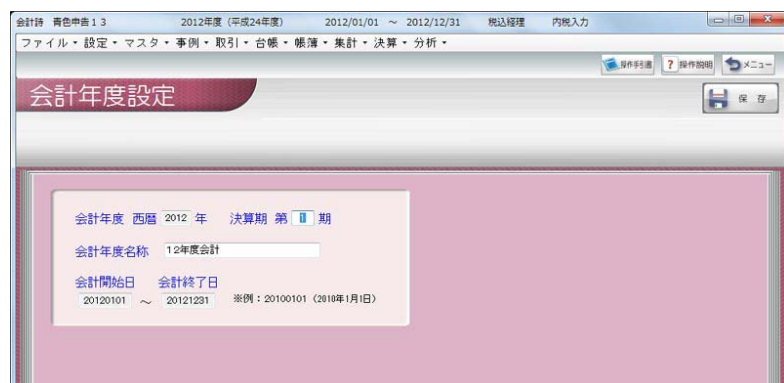 会計詩 青色申告13 2012年度（平成24年度） 2012/01/01 ～ 2012/12/31 税込経理 内税入力
ファイル・設定・マスタ・事例・取引・台帳・帳簿・集計・決算・分析・
操作手引書 操作説明 メニュー
会計年度設定
保 存
会計年度 西暦 2012 年 決算期 第 1 期
会計年度名称 12年度会計
会計開始日 会計終了日
20120101 ～ 20121231 ※例：20100101（2010年1月1日）